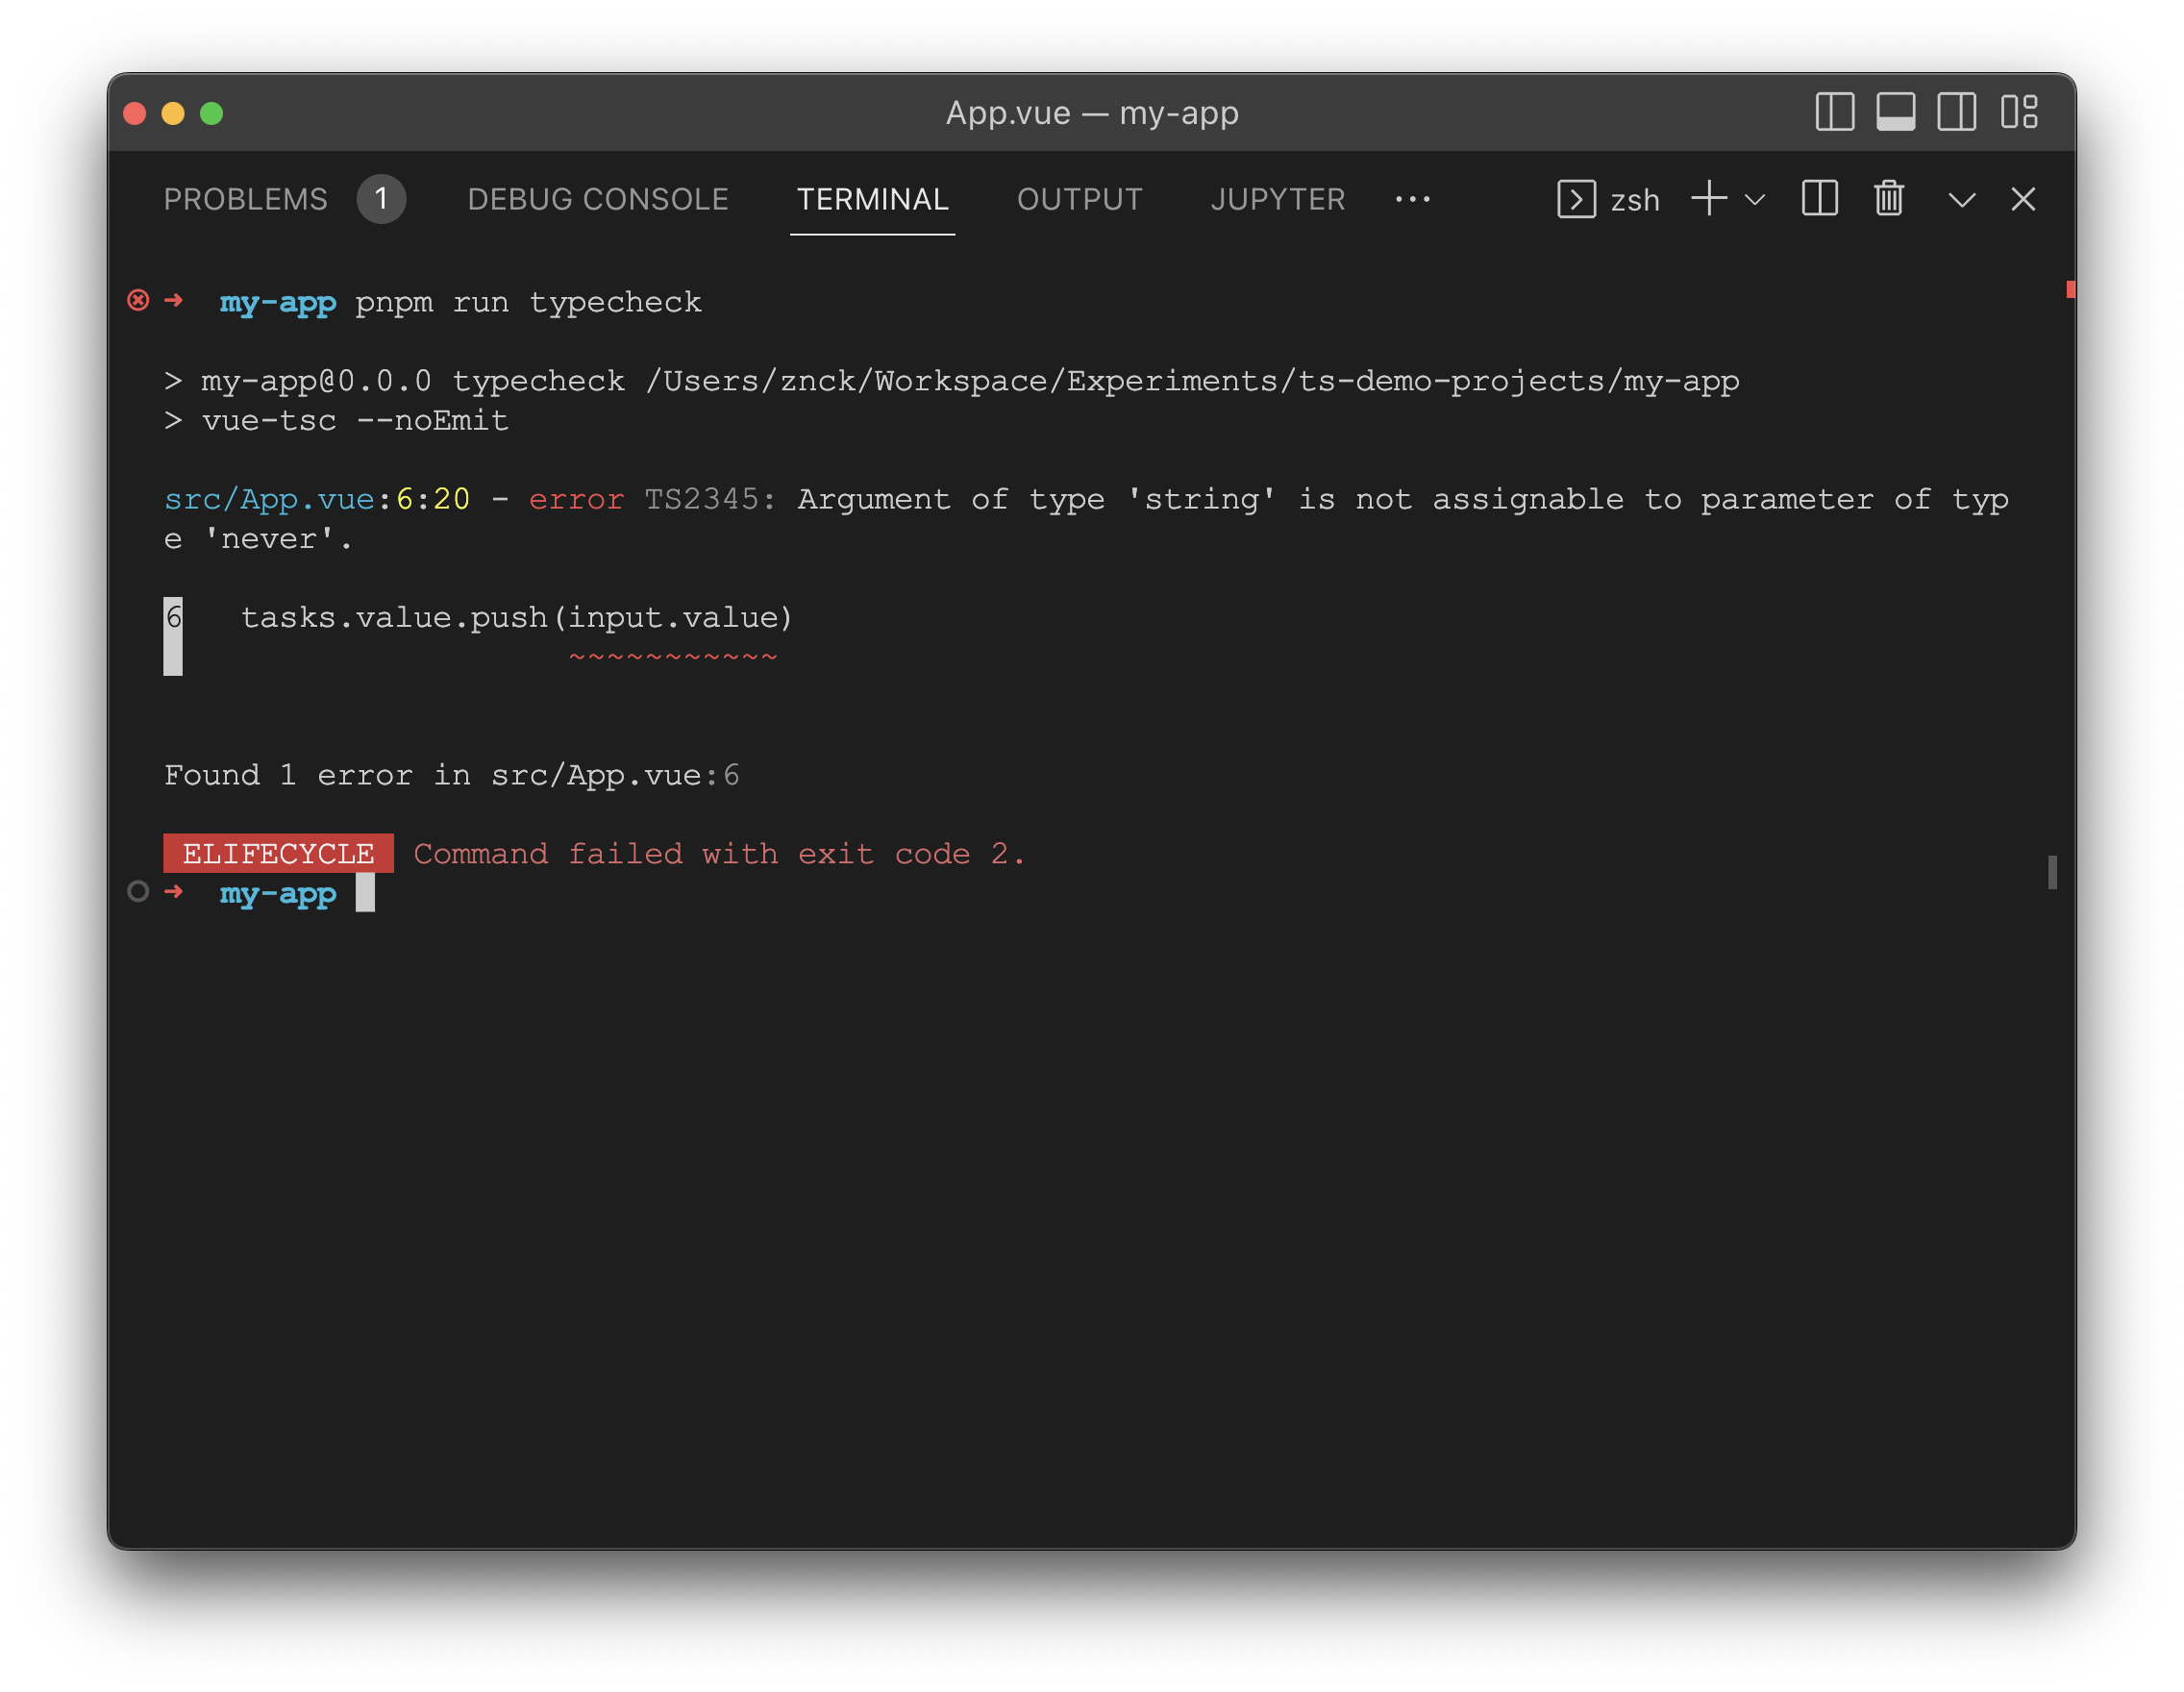 App.vue — my-app
PROBLEMS 1 DEBUG CONSOLE TERMINAL OUTPUT JUPYTER ··· zsh
➜ my-app pnpm run typecheck
> my-app@0.0.0 typecheck /Users/znck/Workspace/Experiments/ts-demo-projects/my-app
> vue-tsc --noEmit
src/App.vue:6:20 - error TS2345: Argument of type 'string' is not assignable to parameter of typ
e 'never'.
6 tasks.value.push(input.value)
~~~~~~~~~~~
Found 1 error in src/App.vue:6
ELIFECYCLE Command failed with exit code 2.
➜ my-app